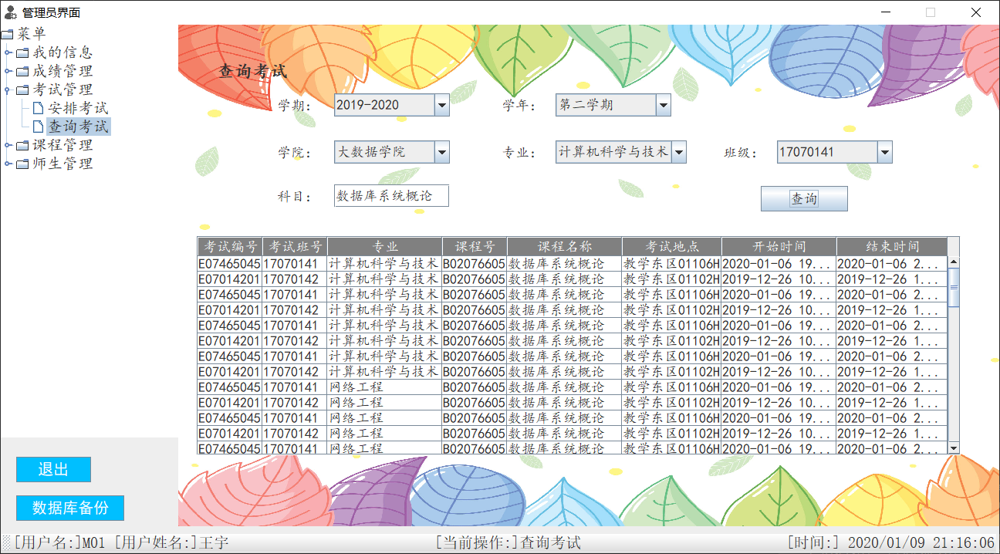 管理员界面
菜单
我的信息
成绩管理
考试管理
安排考试
查询考试
课程管理
师生管理
退出
数据库备份
查询考试
学期: 2019-2020 学年: 第二学期
学院: 大数据学院 专业: 计算机科学与技术 班级: 17070141
科目: 数据库系统概论 查询
考试编号 考试班号 专业 课程号 课程名称 考试地点 开始时间 结束时间
E07465045 17070141 计算机科学与技术 B02076605 数据库系统概论 教学东区01106H 2020-01-06 19... 2020-01-06 2...
E07014201 17070142 计算机科学与技术 B02076605 数据库系统概论 教学东区01102H 2019-12-26 10... 2019-12-26 1...
E07465045 17070141 计算机科学与技术 B02076605 数据库系统概论 教学东区01106H 2020-01-06 19... 2020-01-06 2...
E07014201 17070142 计算机科学与技术 B02076605 数据库系统概论 教学东区01102H 2019-12-26 10... 2019-12-26 1...
E07465045 17070141 计算机科学与技术 B02076605 数据库系统概论 教学东区01106H 2020-01-06 19... 2020-01-06 2...
E07014201 17070142 计算机科学与技术 B02076605 数据库系统概论 教学东区01102H 2019-12-26 10... 2019-12-26 1...
E07465045 17070141 计算机科学与技术 B02076605 数据库系统概论 教学东区01106H 2020-01-06 19... 2020-01-06 2...
E07014201 17070142 计算机科学与技术 B02076605 数据库系统概论 教学东区01102H 2019-12-26 10... 2019-12-26 1...
E07465045 17070141 网络工程 B02076605 数据库系统概论 教学东区01106H 2020-01-06 19... 2020-01-06 2...
E07014201 17070142 网络工程 B02076605 数据库系统概论 教学东区01102H 2019-12-26 10... 2019-12-26 1...
E07465045 17070141 网络工程 B02076605 数据库系统概论 教学东区01106H 2020-01-06 19... 2020-01-06 2...
E07014201 17070142 网络工程 B02076605 数据库系统概论 教学东区01102H 2019-12-26 10... 2019-12-26 1...
E07465045 17070141 网络工程 B02076605 数据库系统概论 教学东区01106H 2020-01-06 19... 2020-01-06 2...
[用户名:]M01 [用户姓名:]王宇 [当前操作:]查询考试 [时间:] 2020/01/09 21:16:06